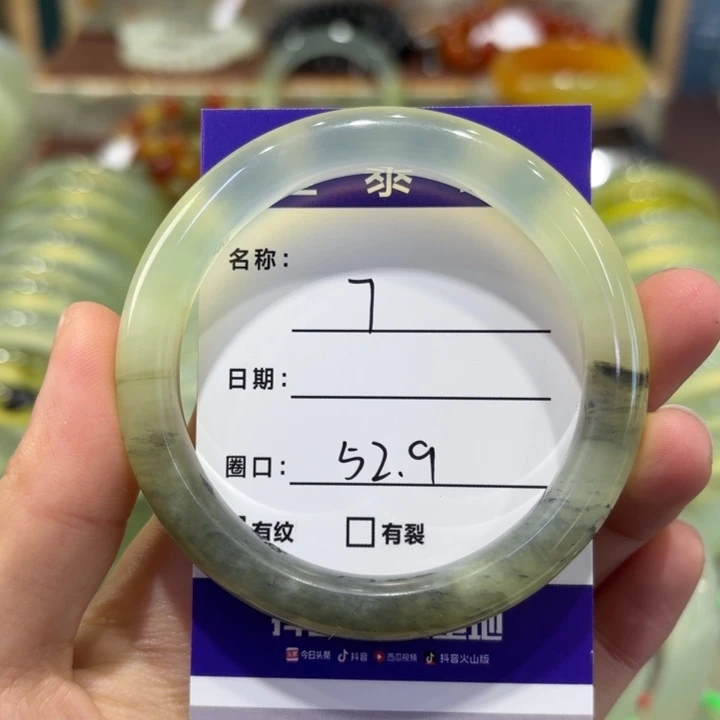 泰
名称:
7
日期:
圈口: 52.9
有纹 有裂
今日头条 抖音 西瓜视频 抖音火山版